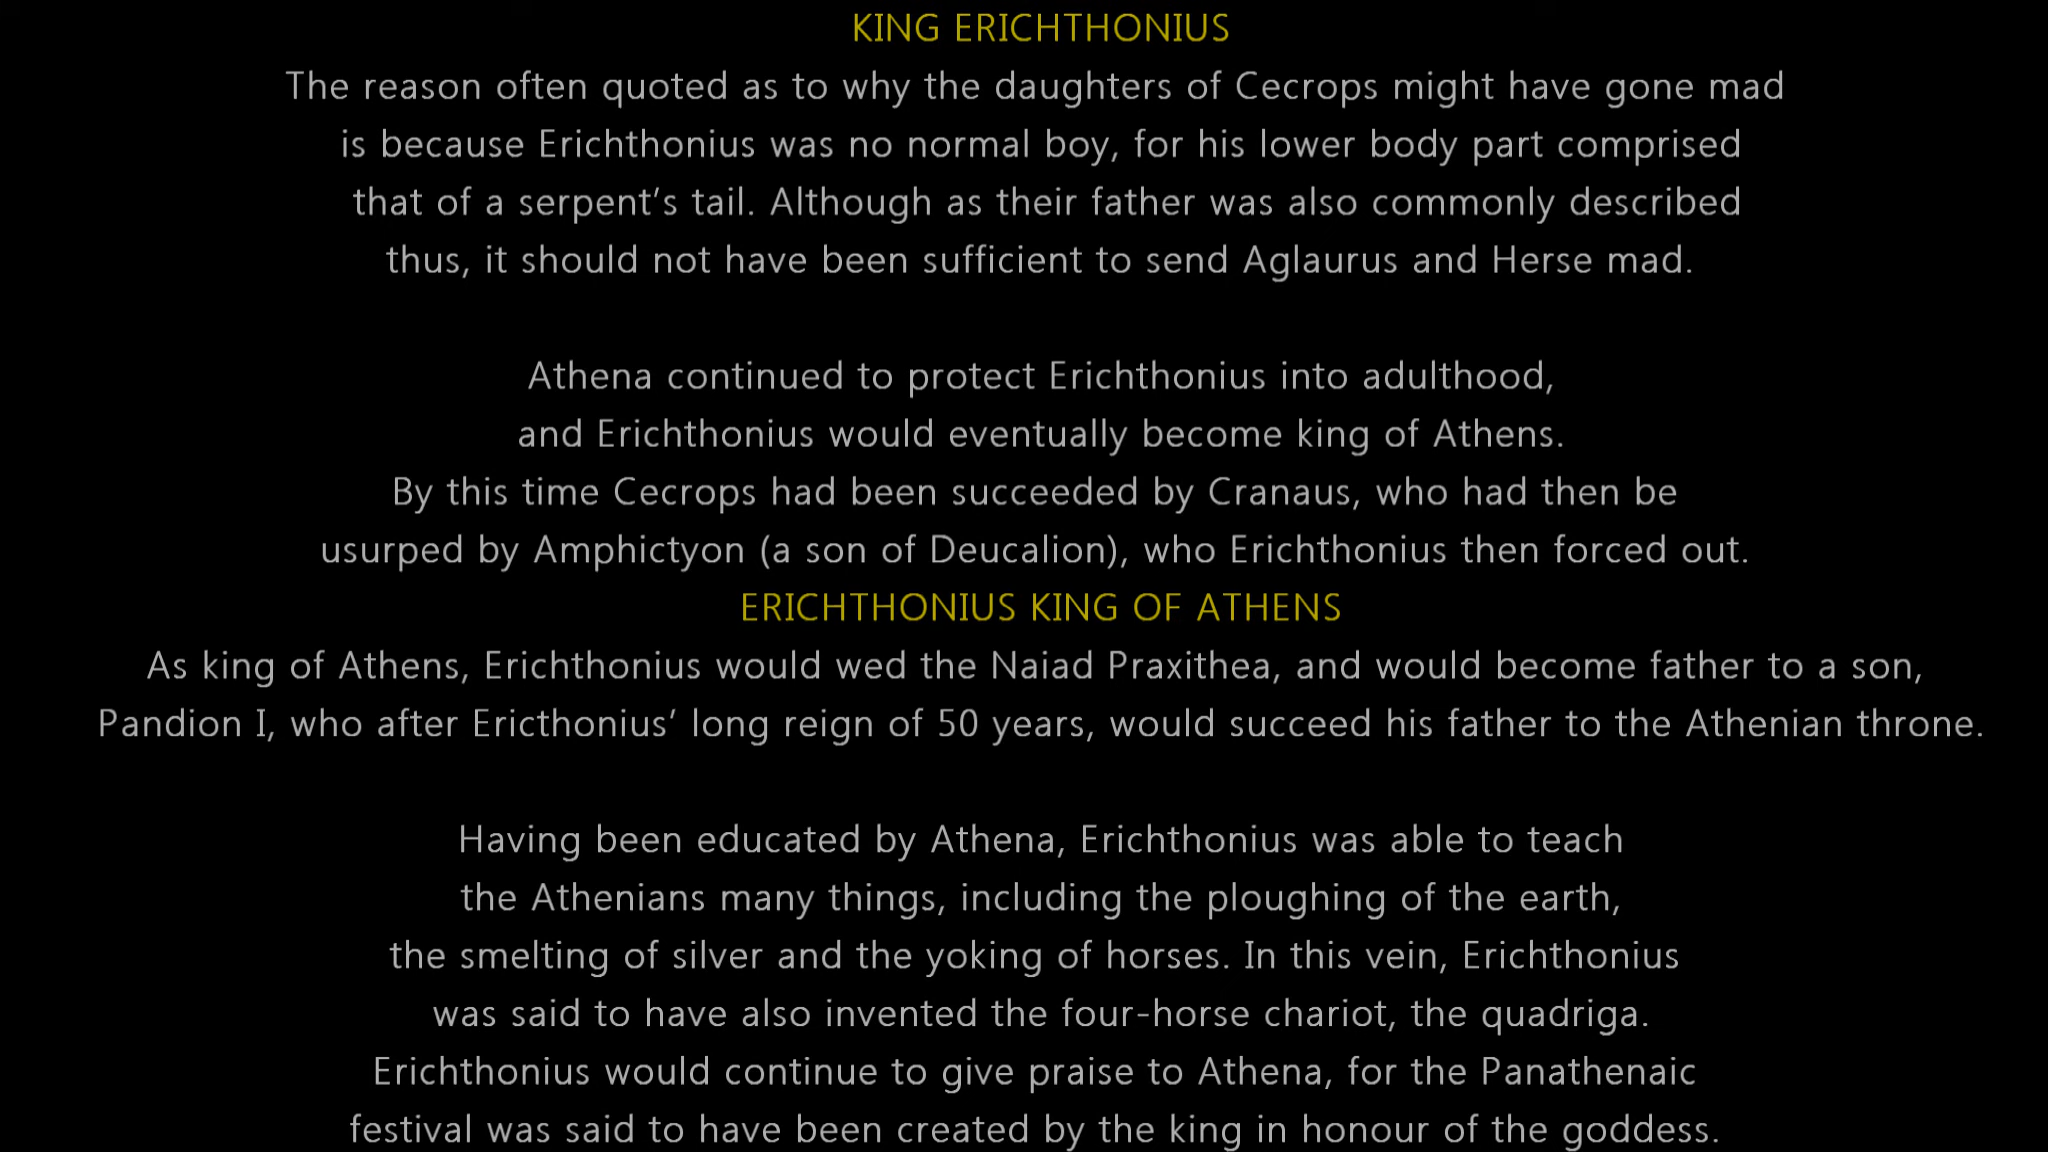 KING ERICHTHONIUS
The reason often quoted as to why the daughters of Cecrops might have gone mad
is because Erichthonius was no normal boy, for his lower body part comprised
that of a serpent’s tail. Although as their father was also commonly described
thus, it should not have been sufficient to send Aglaurus and Herse mad.
Athena continued to protect Erichthonius into adulthood,
and Erichthonius would eventually become king of Athens.
By this time Cecrops had been succeeded by Cranaus, who had then be
usurped by Amphictyon (a son of Deucalion), who Erichthonius then forced out.
ERICHTHONIUS KING OF ATHENS
As king of Athens, Erichthonius would wed the Naiad Praxithea, and would become father to a son,
Pandion I, who after Ericthonius’ long reign of 50 years, would succeed his father to the Athenian throne.
Having been educated by Athena, Erichthonius was able to teach
the Athenians many things, including the ploughing of the earth,
the smelting of silver and the yoking of horses. In this vein, Erichthonius
was said to have also invented the four-horse chariot, the quadriga.
Erichthonius would continue to give praise to Athena, for the Panathenaic
festival was said to have been created by the king in honour of the goddess.